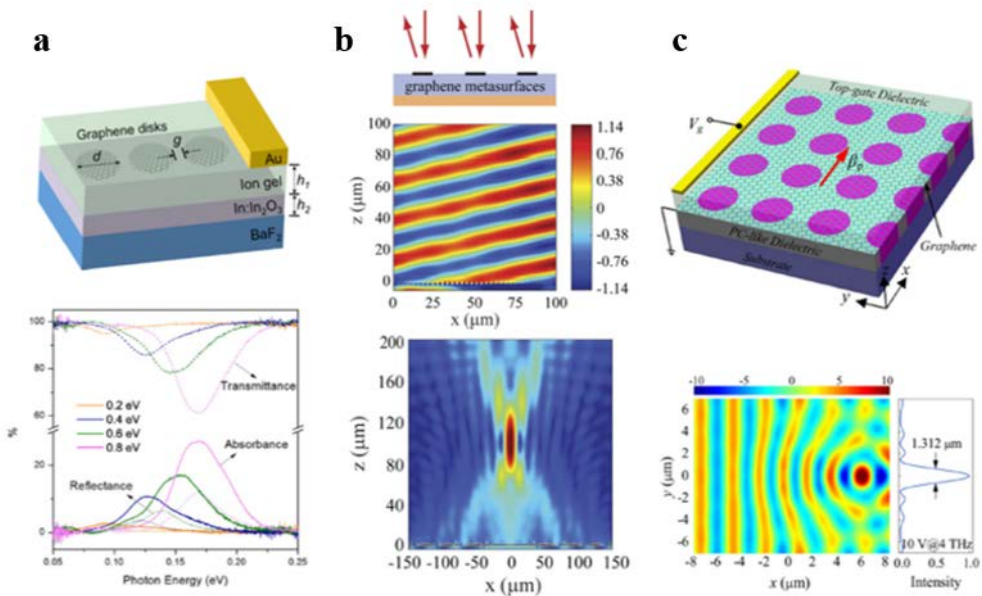 a
Graphene disks
d
g
Au
Ion gel
h1
In:In2O3
h2
BaF2
100
80
60
%
20
0
0.2 eV
0.4 eV
0.6 eV
0.8 eV
Transmittance
Absorbance
Reflectance
0.05 0.10 0.15 0.20 0.25
Photon Energy (eV)
b
graphene metasurfaces
100
80
60
40
20
0
z (μm)
0 50 100
x (μm)
1.14
0.76
0.38
0
-0.38
-0.76
-1.14
200
160
120
80
40
0
z (μm)
-150 -100 -50 0 50 100 150
x (μm)
c
Top-gate Dielectric
Vg
βp
Graphene
PC-like Dielectric
Substrate
z
x
y
-10 -5 0 5 10
6
4
2
0
-2
-4
-6
y (μm)
-8 -6 -4 -2 0 2 4 6 8
x (μm)
1.312 μm
10 V@4 THz
0.0 0.5 1.0
Intensity